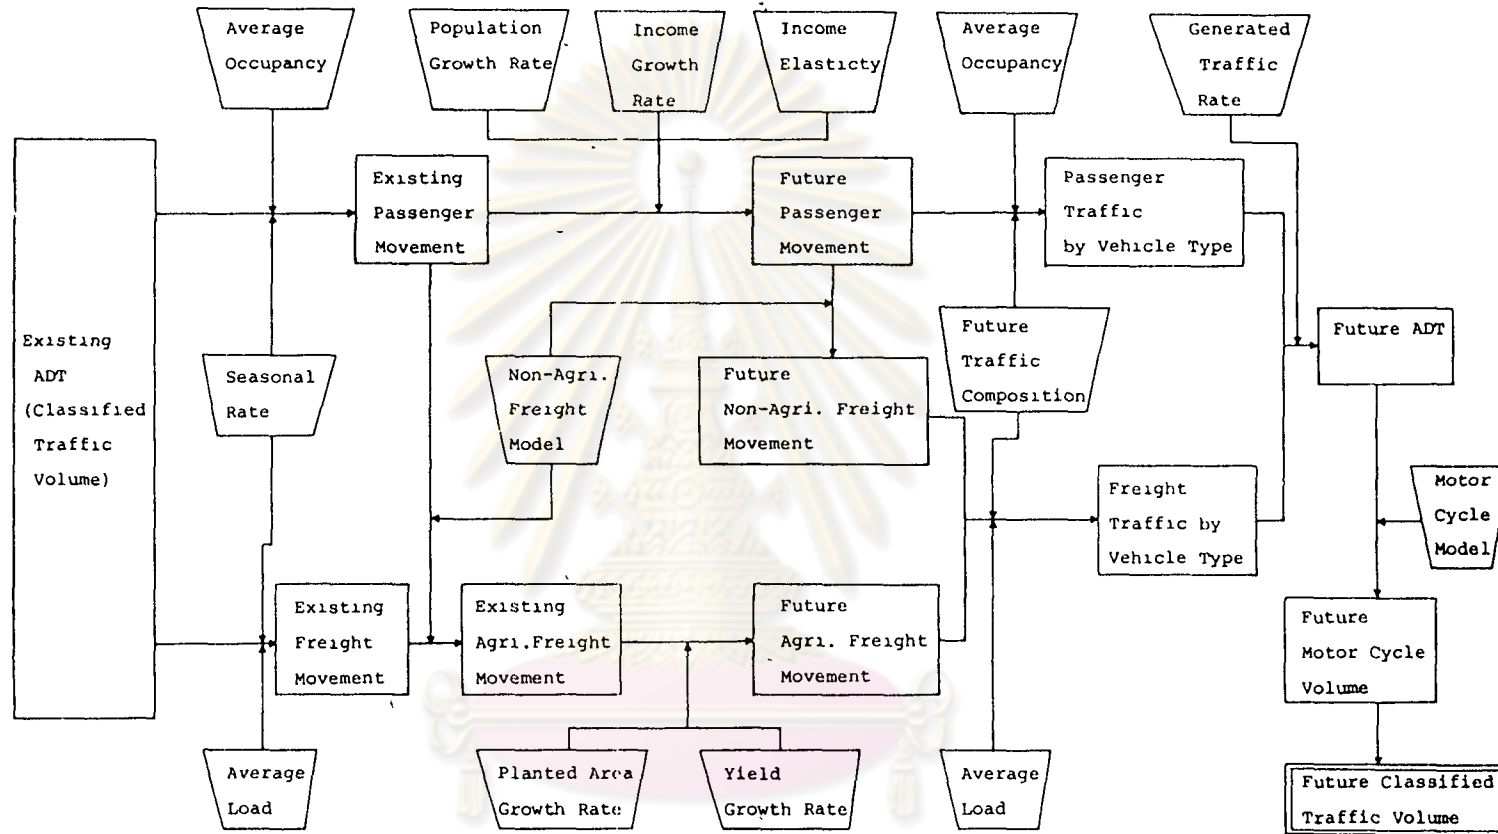 Average
Occupancy
Population
Growth Rate
Income
Growth
Rate
Income
Elasticty
Average
Occupancy
Generated
Traffic
Rate
Existing
Passenger
Movement
Future
Passenger
Movement
Passenger
Traffic
by Vehicle Type
Existing
ADT
(Classified
Traffic
Volume)
Seasonal
Rate
Non-Agri.
Freight
Model
Future
Non-Agri. Freight
Movement
Future
Traffic
Composition
Future ADT
Freight
Traffic by
Vehicle Type
Motor
Cycle
Model
Existing
Freight
Movement
Existing
Agri.Freight
Movement
Future
Agri. Freight
Movement
Future
Motor Cycle
Volume
Average
Load
Planted Area
Growth Rate
Yield
Growth Rate
Average
Load
Future Classified
Traffic Volume